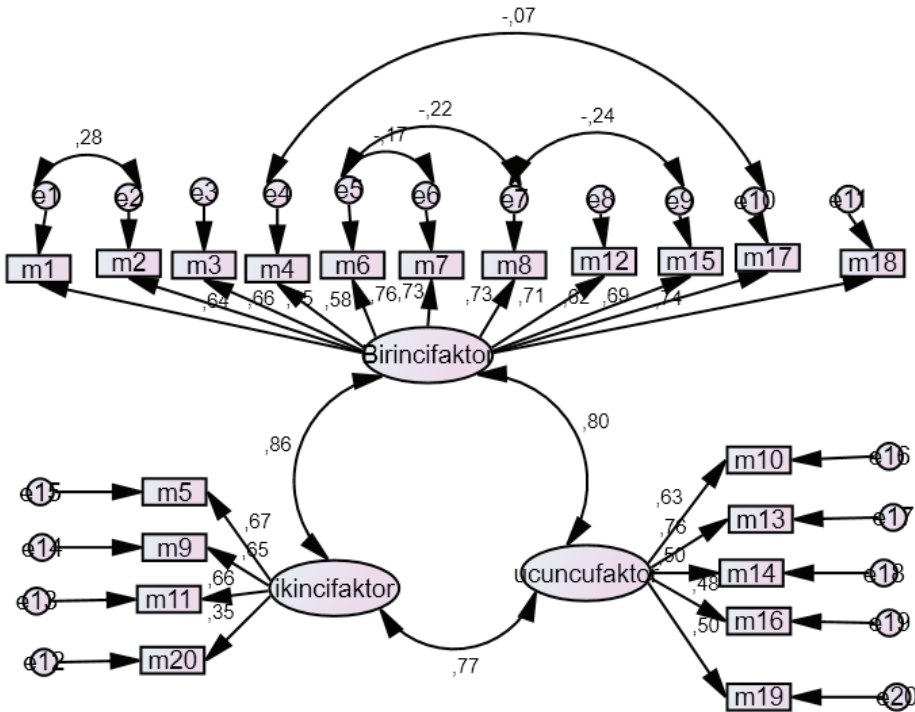 -,07
-,22
-,17
-,24
,28
e1
e2
e3
e4
e5
e6
e7
e8
e9
e10
e11
m1
m2
m3
m4
m6
m7
m8
m12
m15
m17
m18
,64
,66
,58
,76
,73
,73
,71
,62
,69
,74
Birincifaktor
,86
,80
e15
m5
,67
e14
m9
,65
e13
m11
,66
e12
m20
,35
ikincifaktor
,77
ucuncufaktor
,63
m10
e16
,76
m13
e17
,50
m14
e18
,48
m16
e19
,50
m19
e20